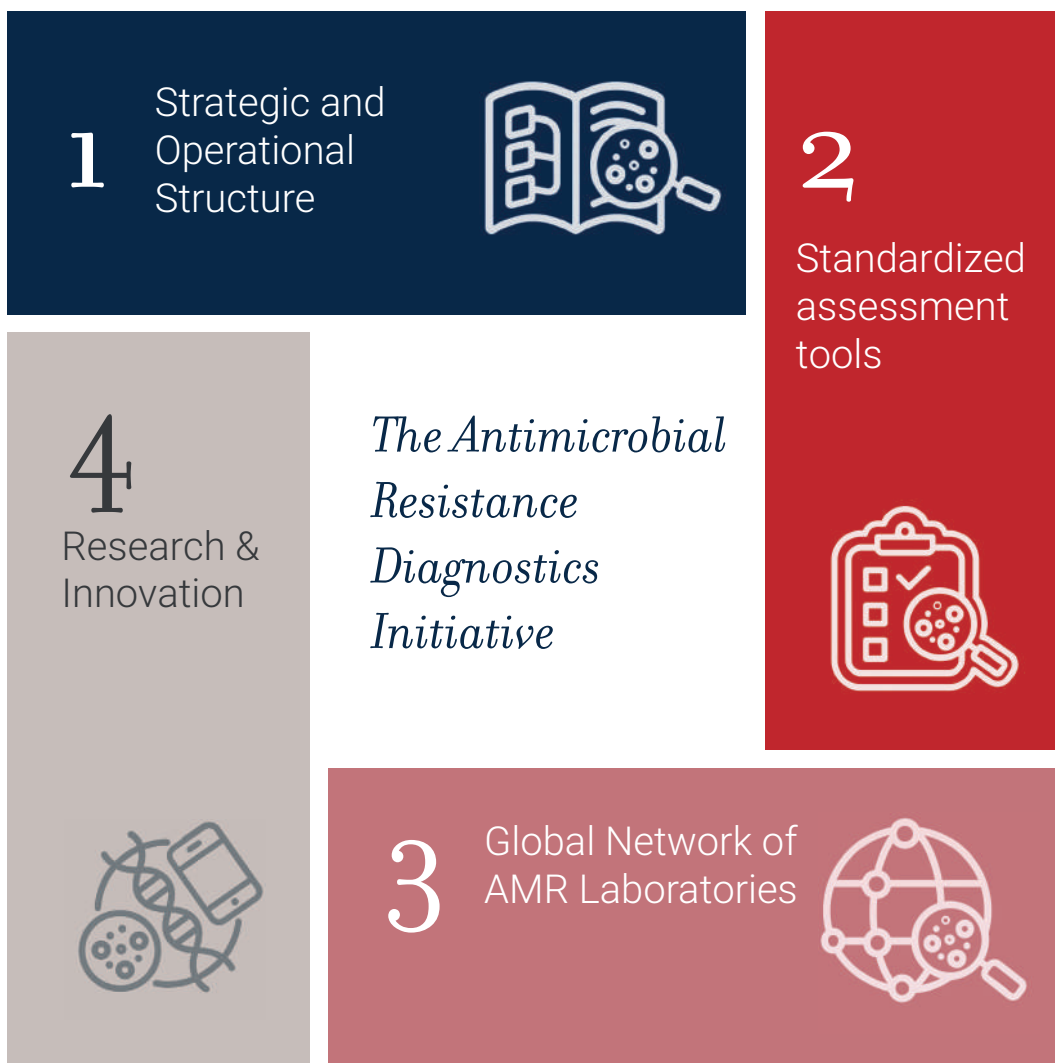 1
Strategic and
Operational
Structure
2
Standardized
assessment
tools
The Antimicrobial
Resistance
Diagnostics
Initiative
3
Global Network of
AMR Laboratories
4
Research &
Innovation